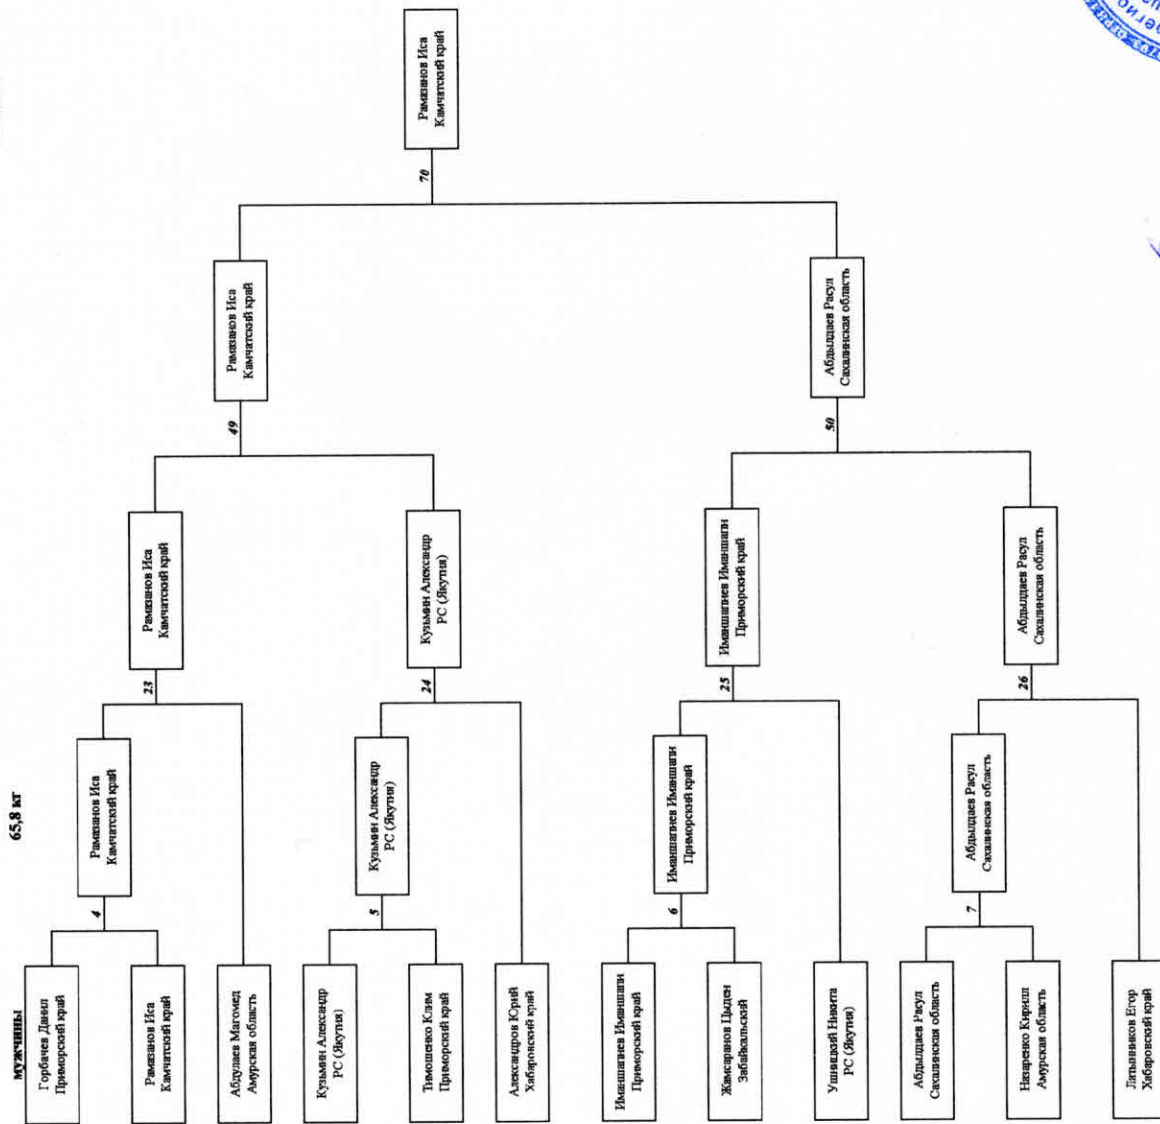 мужчины
65,8 кг
Горбачев Данил
Приморский край
Рамазанов Иса
Камчатский край
Абдулаев Магомед
Амурская область
Кузьмин Александр
РС (Якутия)
Тимошенко Клим
Приморский край
Александров Юрий
Хабаровский край
Иманшапиев Иманшапи
Приморский край
Жамсаранов Цыден
Забайкальский
Ушницкий Никита
РС (Якутия)
Абдылдаев Расул
Сахалинская область
Назаренко Кирилл
Амурская область
Латынников Егор
Хабаровский край
4
5
6
7
Рамазанов Иса
Камчатский край
Кузьмин Александр
РС (Якутия)
Иманшапиев Иманшапи
Приморский край
Абдылдаев Расул
Сахалинская область
23
24
25
26
Рамазанов Иса
Камчатский край
Кузьмин Александр
РС (Якутия)
Иманшапиев Иманшапи
Приморский край
Абдылдаев Расул
Сахалинская область
49
50
Рамазанов Иса
Камчатский край
Абдылдаев Расул
Сахалинская область
70
Рамазанов Иса
Камчатский край